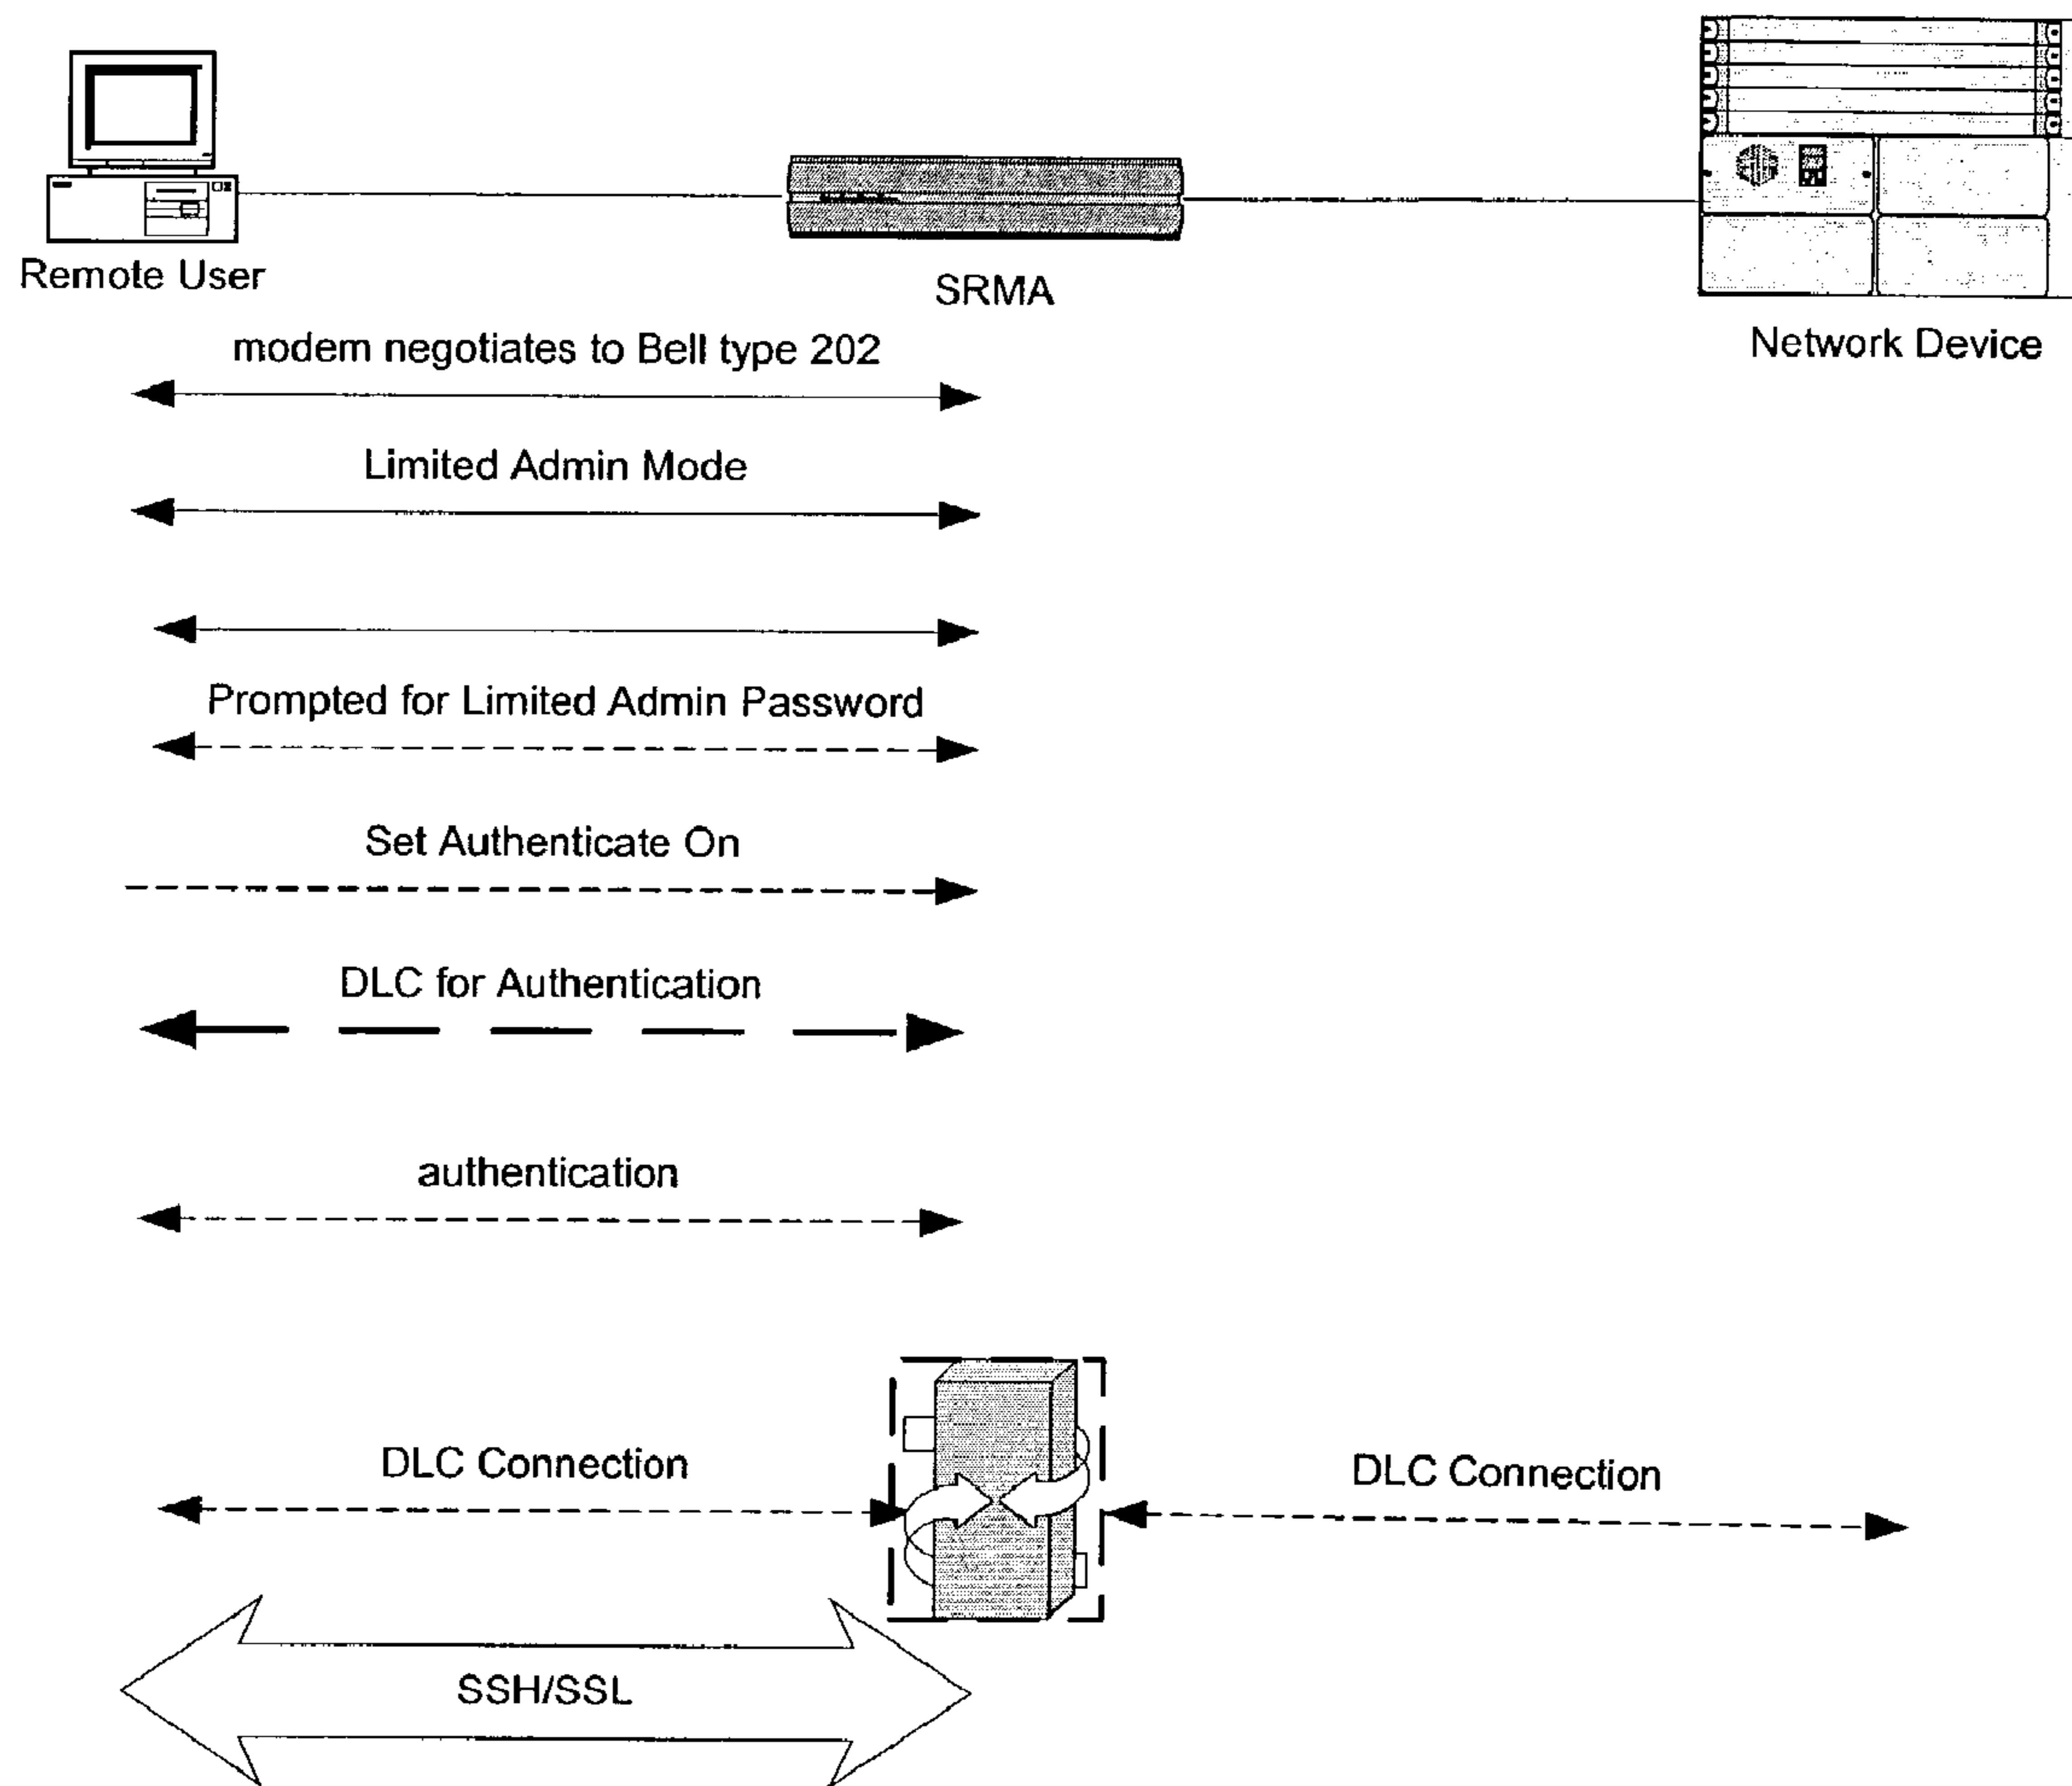 Remote User
SRMA
Network Device
modem negotiates to Bell type 202
Limited Admin Mode
Prompted for Limited Admin Password
Set Authenticate On
DLC for Authentication
authentication
DLC Connection
DLC Connection
SSH/SSL